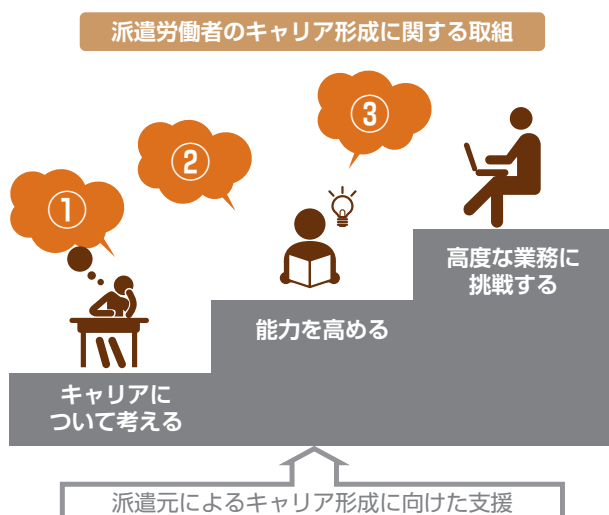 派遣労働者のキャリア形成に関する取組
③
②
①
高度な業務に
挑戦する
能力を高める
キャリアに
ついて考える
派遣元によるキャリア形成に向けた支援